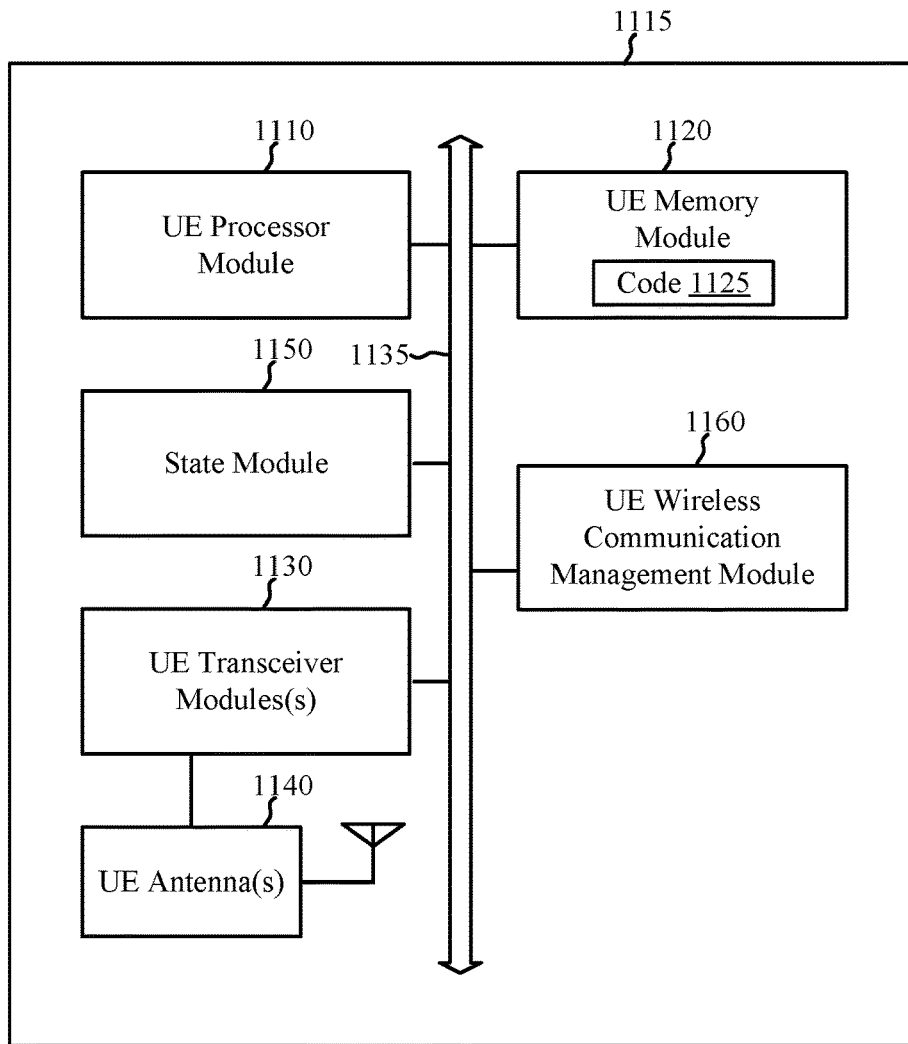 1115
1110
UE Processor
Module
1120
UE Memory
Module
Code 1125
1135
1150
State Module
1160
UE Wireless
Communication
Management Module
1130
UE Transceiver
Modules(s)
1140
UE Antenna(s)